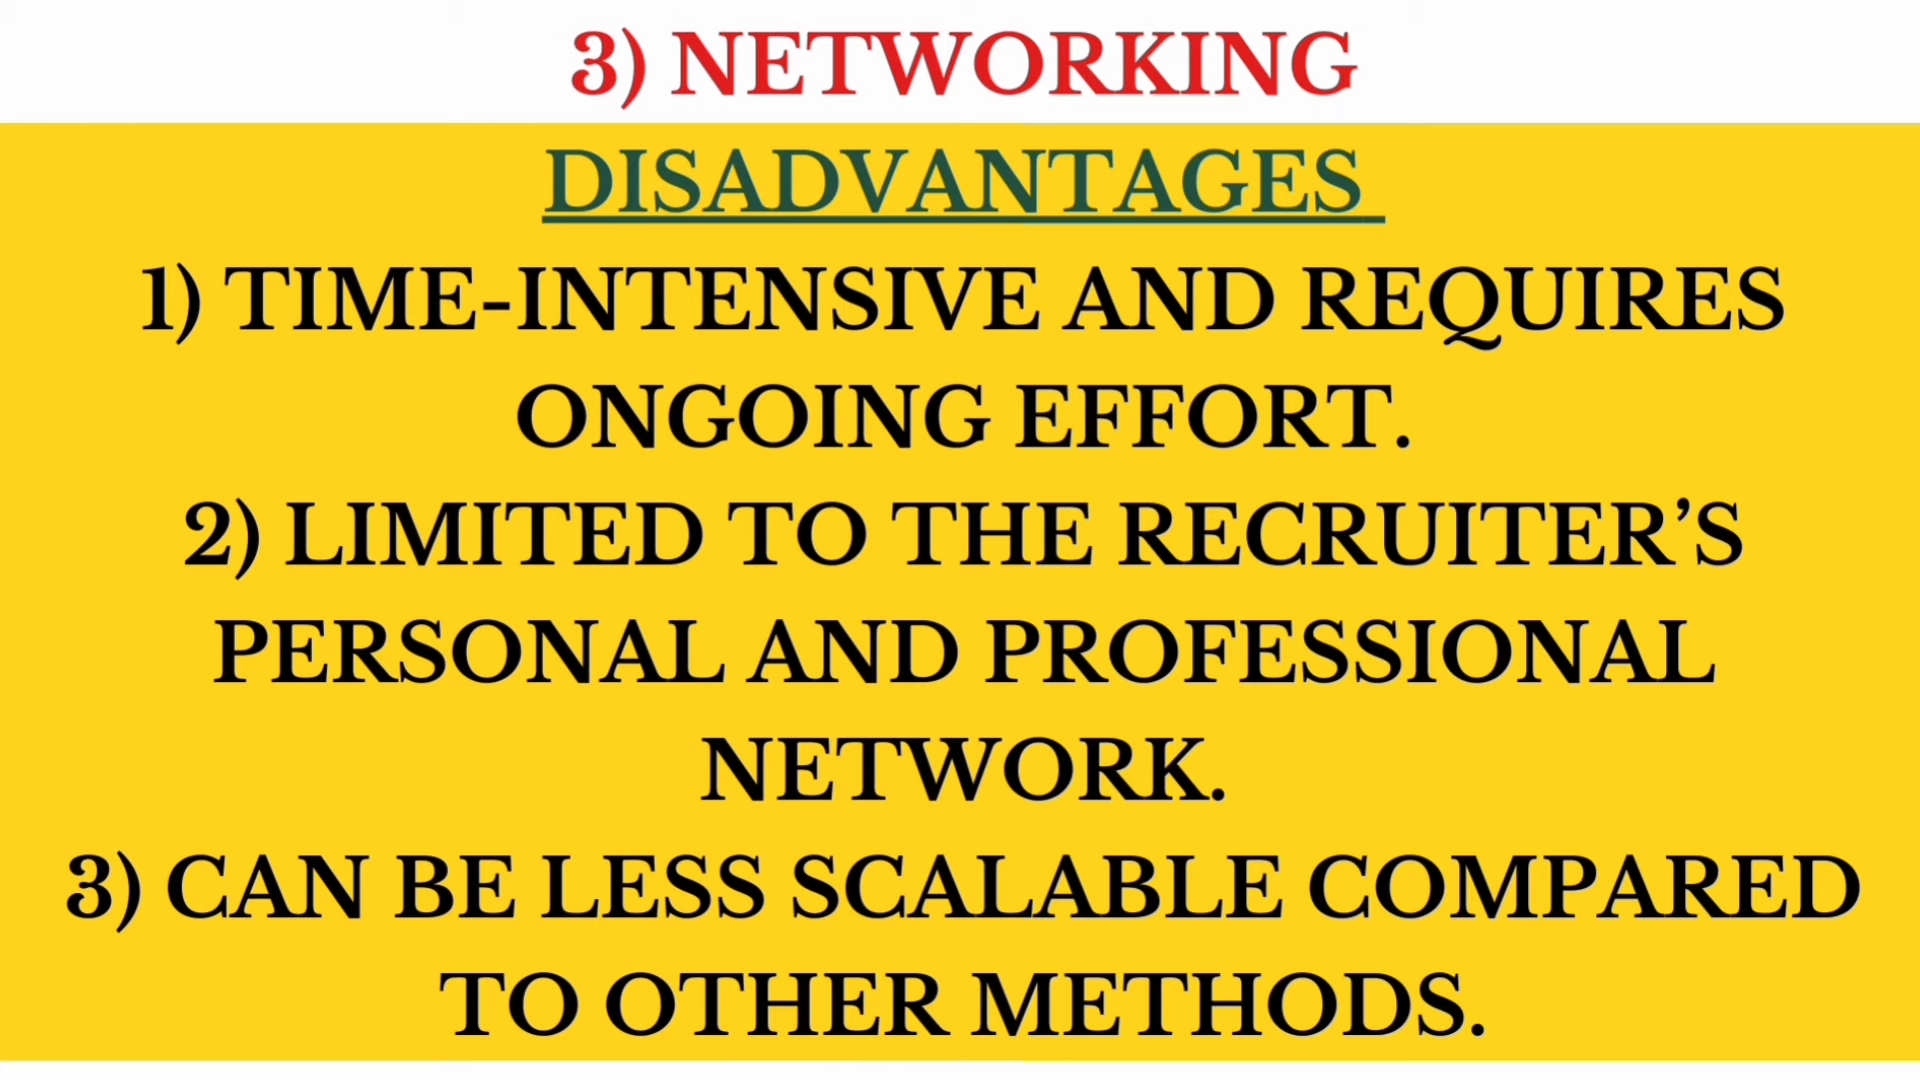 3) NETWORKING
DISADVANTAGES
1) TIME-INTENSIVE AND REQUIRES
ONGOING EFFORT.
2) LIMITED TO THE RECRUITER’S
PERSONAL AND PROFESSIONAL
NETWORK.
3) CAN BE LESS SCALABLE COMPARED
TO OTHER METHODS.